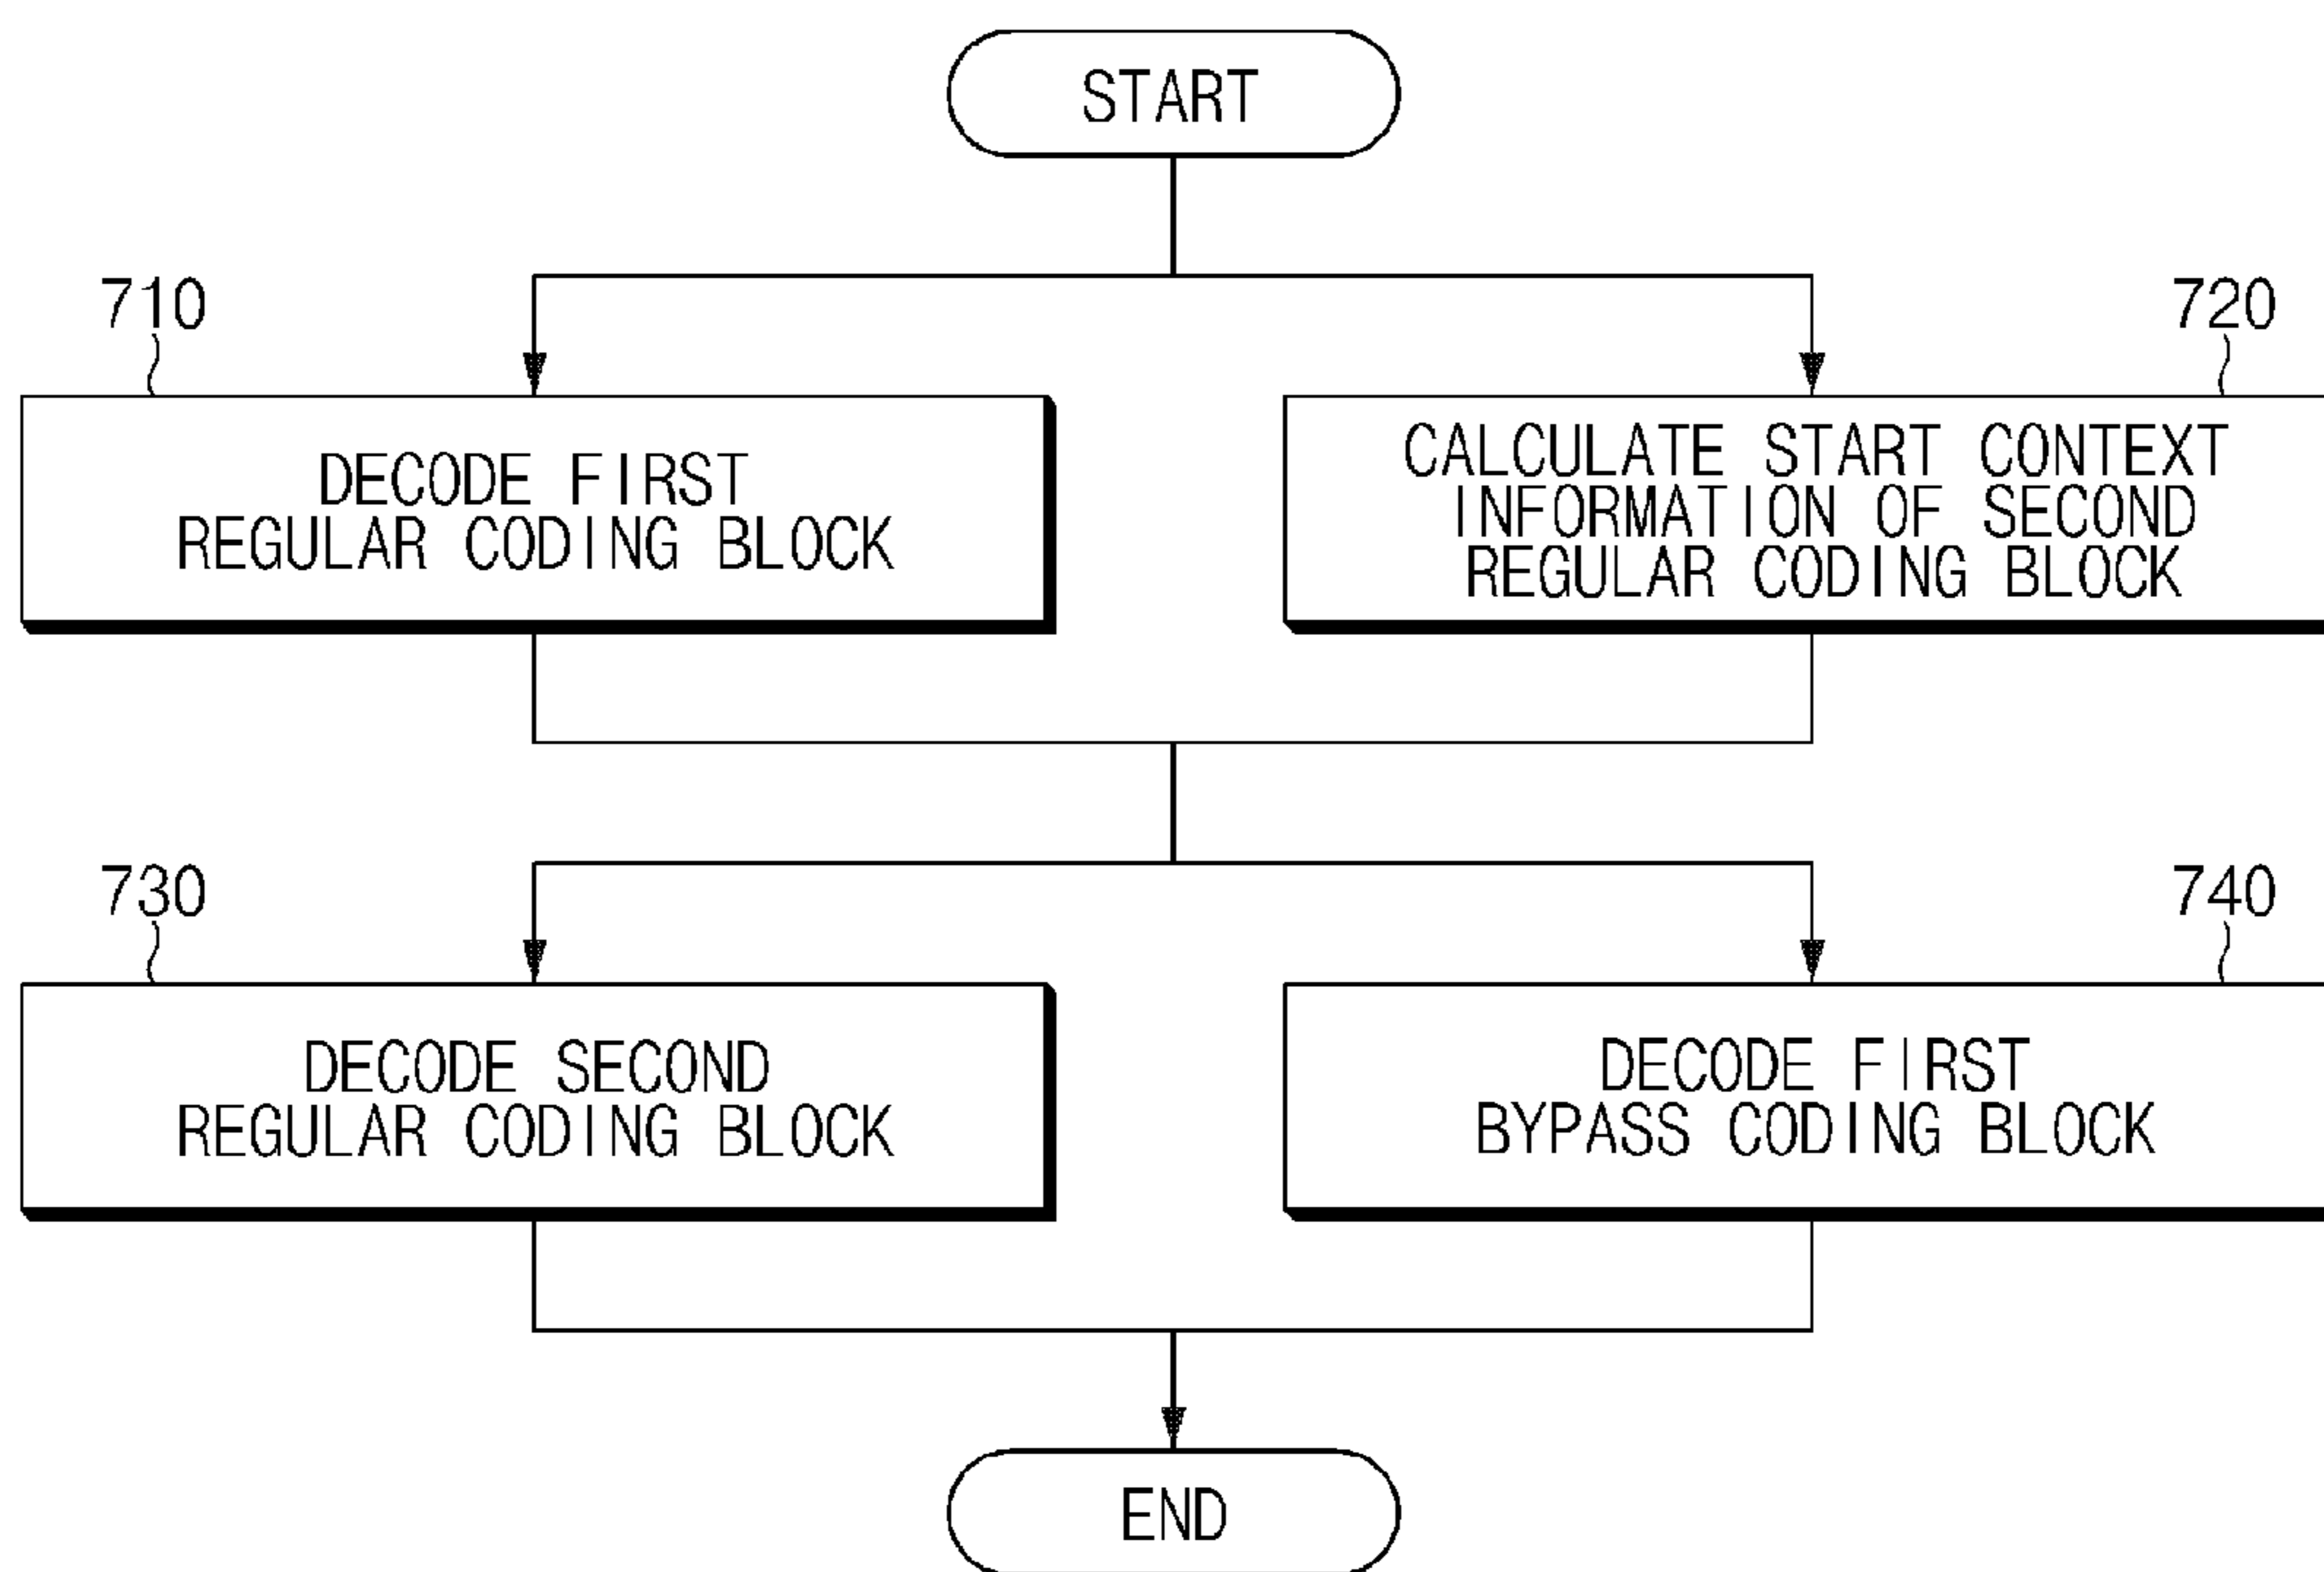 START
710
720
DECODE FIRST
REGULAR CODING BLOCK
CALCULATE START CONTEXT
INFORMATION OF SECOND
REGULAR CODING BLOCK
730
740
DECODE SECOND
REGULAR CODING BLOCK
DECODE FIRST
BYPASS CODING BLOCK
END